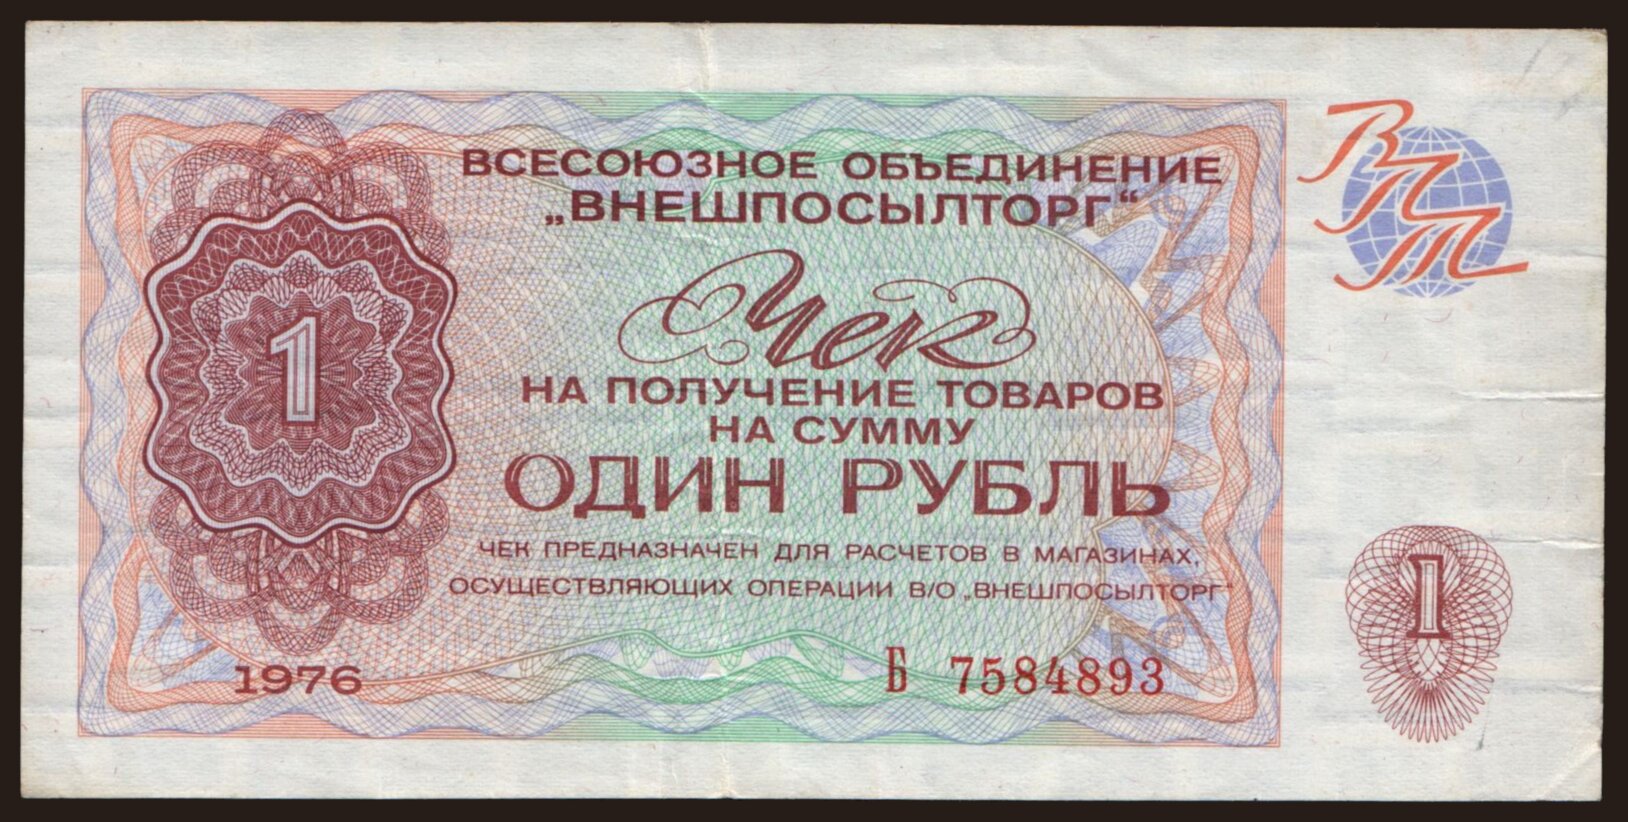 ВСЕСОЮЗНОЕ ОБЪЕДИНЕНИЕ
„ВНЕШПОСЫЛТОРГ“
ВПТ
Чек
НА ПОЛУЧЕНИЕ ТОВАРОВ
НА СУММУ
ОДИН РУБЛЬ
1
ЧЕК ПРЕДНАЗНАЧЕН ДЛЯ РАСЧЕТОВ В МАГАЗИНАХ,
ОСУЩЕСТВЛЯЮЩИХ ОПЕРАЦИИ В/О „ВНЕШПОСЫЛТОРГ“
1
1976
Б 7584893